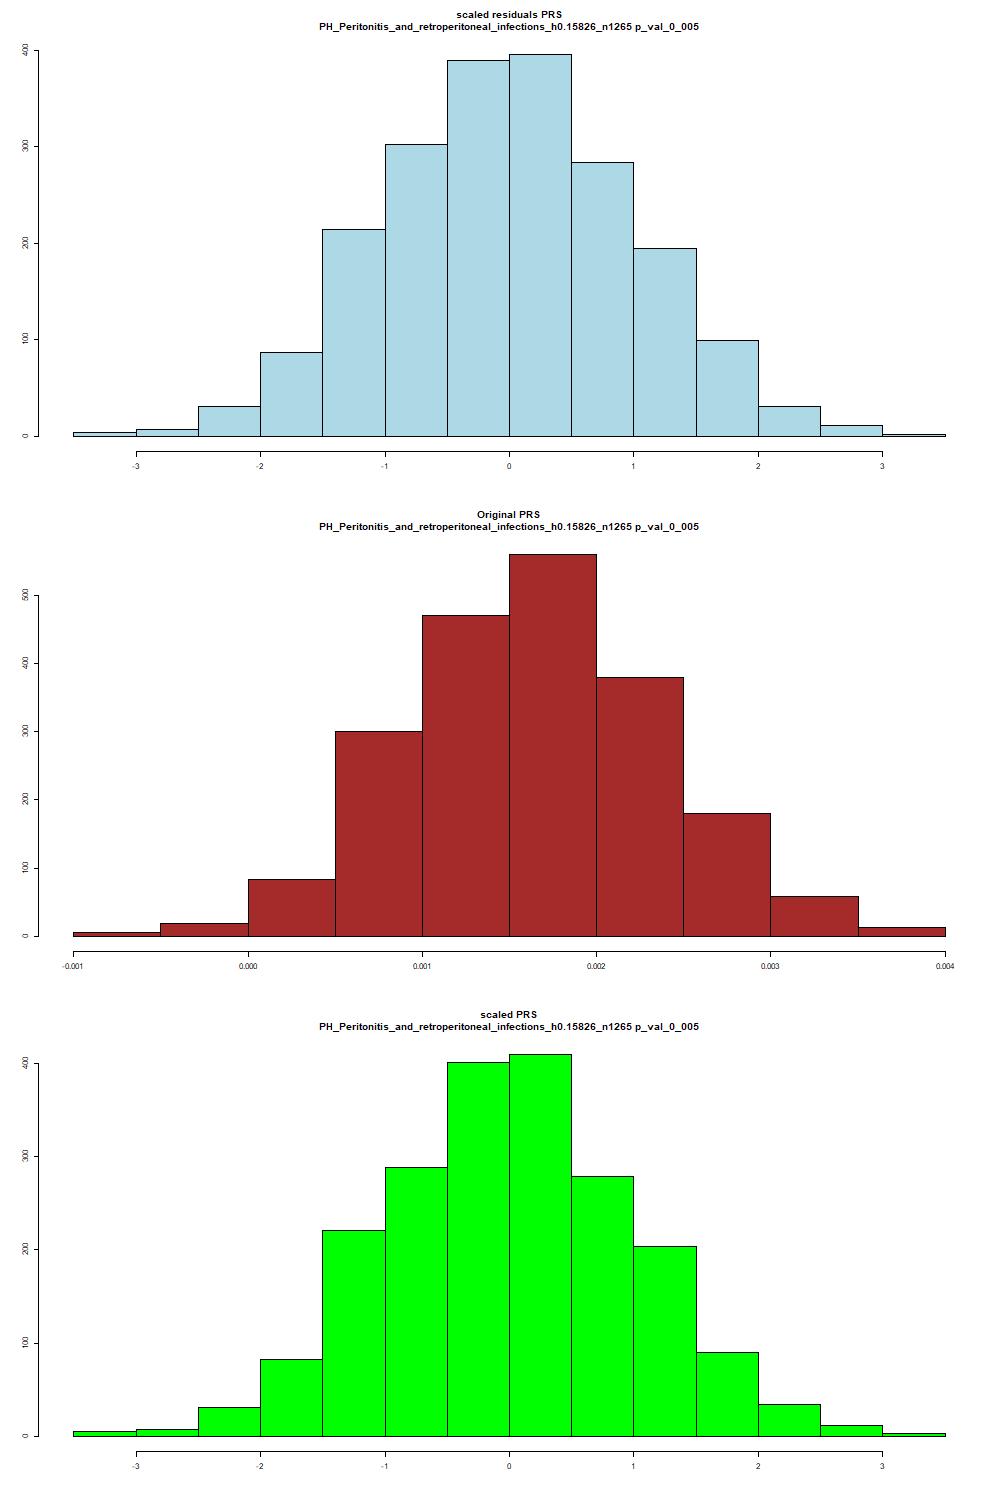 scaled residuals PRS
PH_Peritonitis_and_retroperitoneal_infections_h0.15826_n1265 p_val_0_005
400
300
200
100
0
-3 -2 -1 0 1 2 3
Original PRS
PH_Peritonitis_and_retroperitoneal_infections_h0.15826_n1265 p_val_0_005
500
400
300
200
100
0
-0.001 0.000 0.001 0.002 0.003 0.004
scaled PRS
PH_Peritonitis_and_retroperitoneal_infections_h0.15826_n1265 p_val_0_005
400
300
200
100
0
-3 -2 -1 0 1 2 3